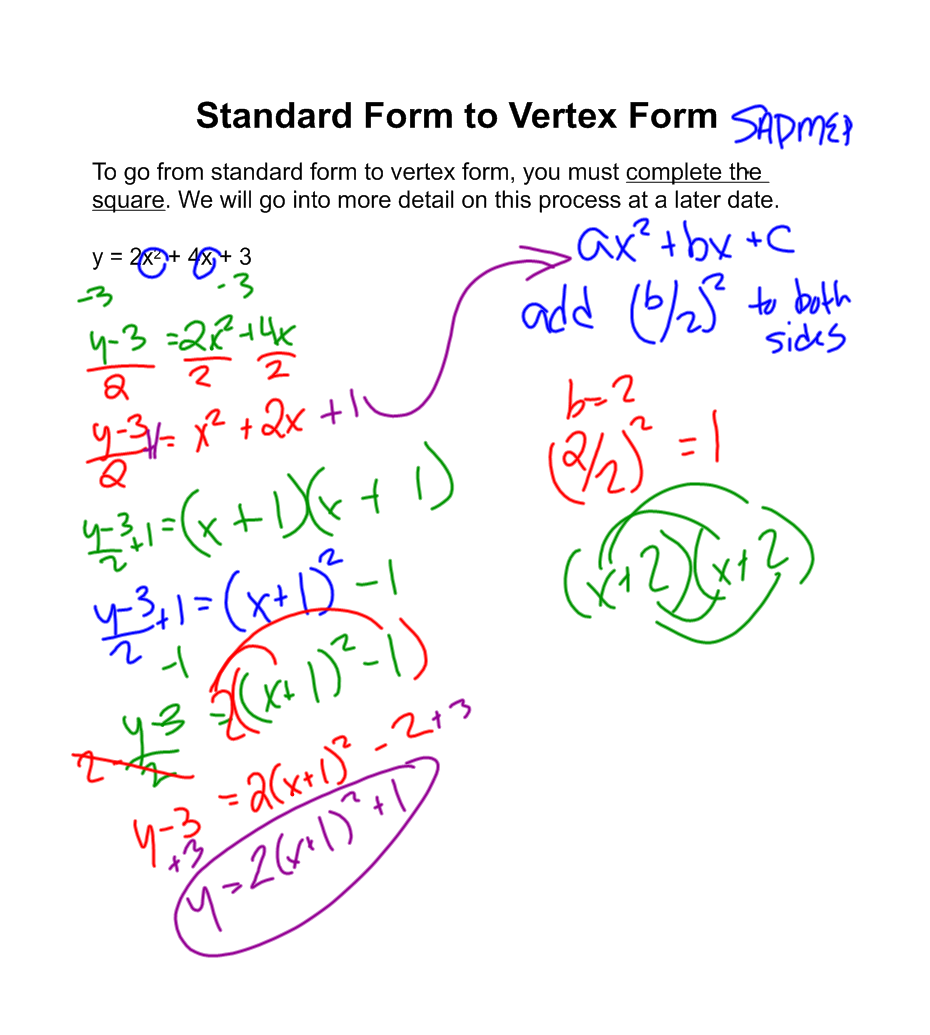 Standard Form to Vertex Form SADMEP
To go from standard form to vertex form, you must complete the
square. We will go into more detail on this process at a later date.
y = 2x² + 4x + 3
-3 -3
y-3 = 2x² + 4x
2 2 2
y-3 +1 = x² + 2x + 1
2
y-3 +1 = (x + 1)(x + 1)
2
y-3 +1 = (x+1)² - 1
2 -1
y-3 = 2((x+1)² - 1)
2 2
y-3 = 2(x+1)² - 2 + 3
+3
y = 2(x+1)² + 1
ax² + bx + c
add (b/2)² to both
sides
b=2
(2/2)² = 1
(x+2)(x+2)